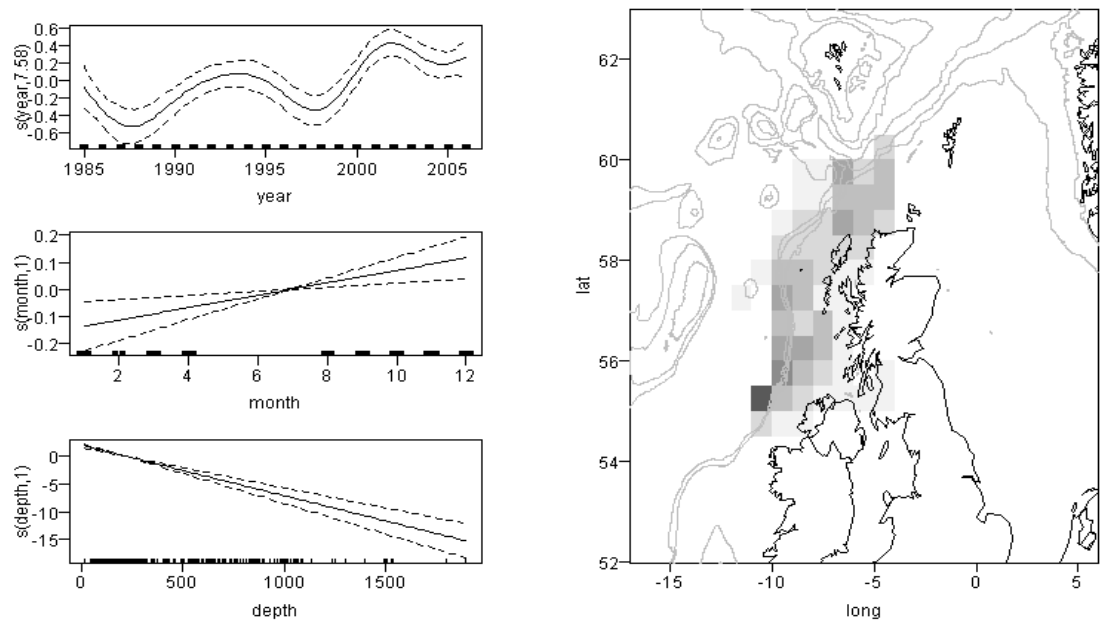 s(year,7.58)
0.6
0.4
0.2
0.0
-0.2
-0.4
-0.6
1985 1990 1995 2000 2005
year
s(month,1)
0.2
0.1
0.0
-0.1
-0.2
2 4 6 8 10 12
month
s(depth,1)
0
-5
-10
-15
0 500 1000 1500
depth
lat
62
60
58
56
54
52
-15 -10 -5 0 5
long